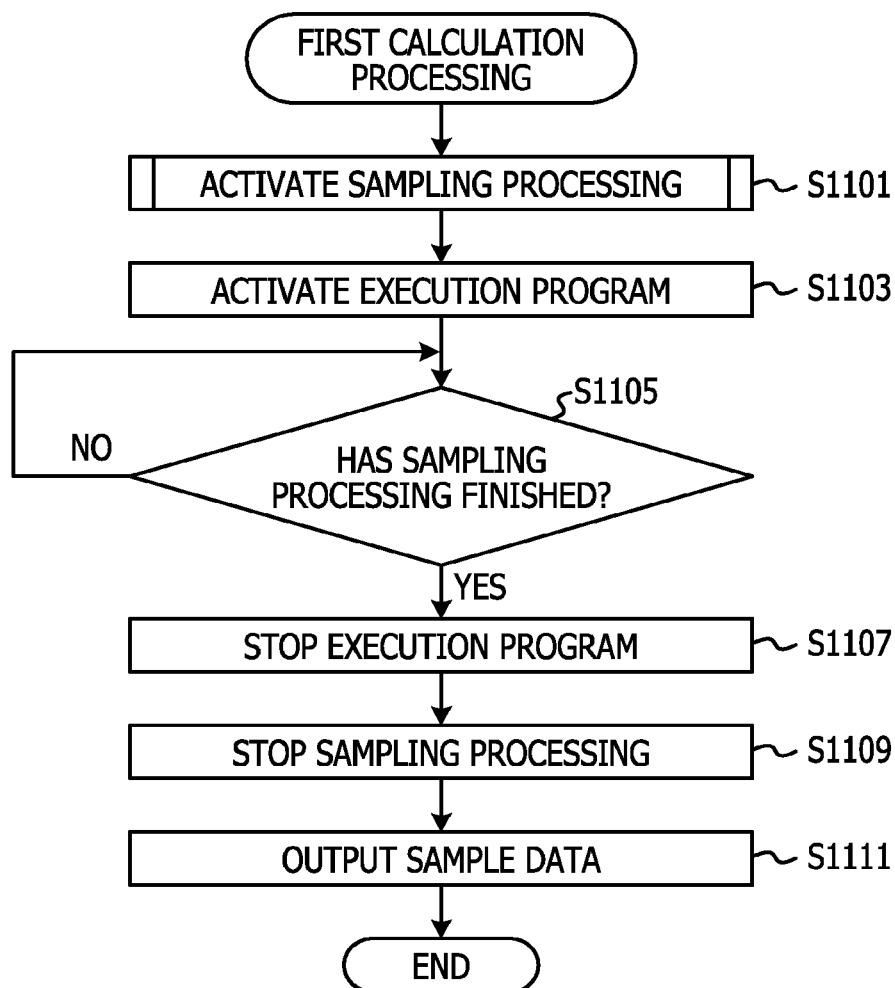 FIRST CALCULATION
PROCESSING
ACTIVATE SAMPLING PROCESSING
S1101
ACTIVATE EXECUTION PROGRAM
S1103
S1105
NO
HAS SAMPLING
PROCESSING FINISHED?
YES
STOP EXECUTION PROGRAM
S1107
STOP SAMPLING PROCESSING
S1109
OUTPUT SAMPLE DATA
S1111
END